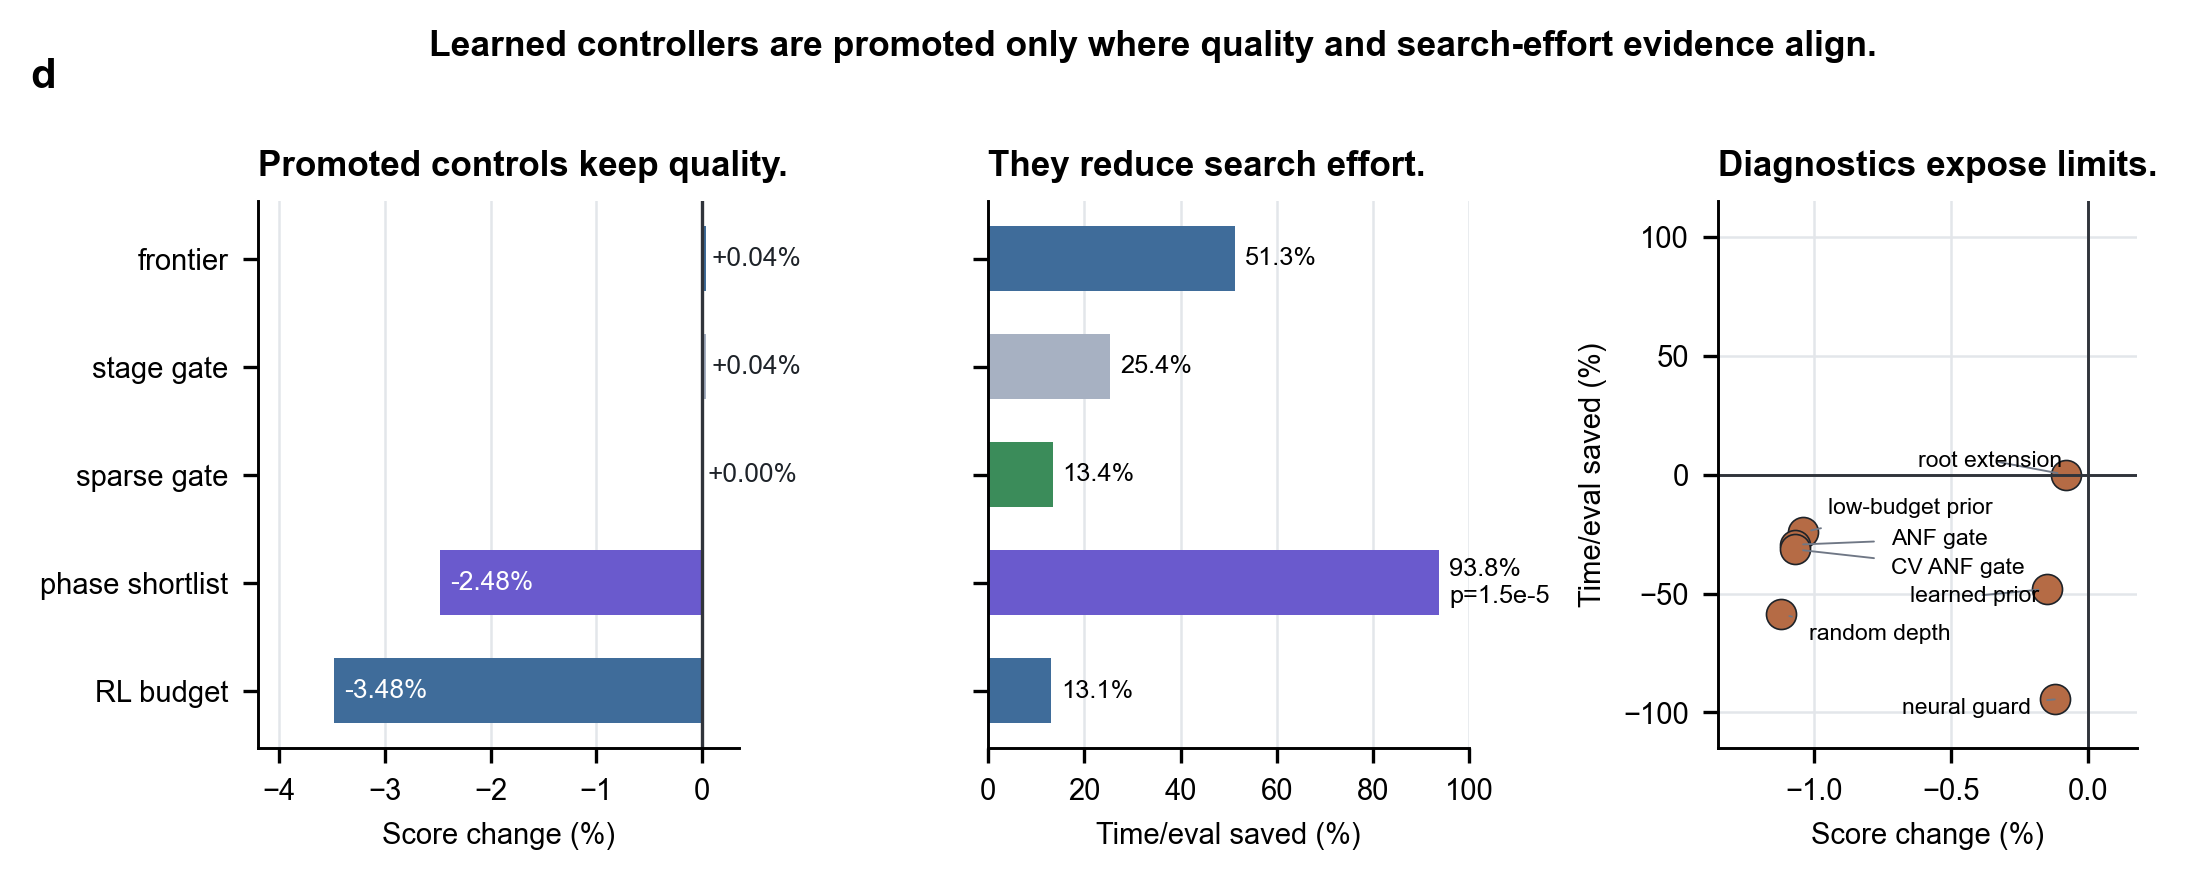 Learned controllers are promoted only where quality and search-effort evidence align.
d
Promoted controls keep quality.
frontier
stage gate
sparse gate
phase shortlist
RL budget
+0.04%
+0.04%
+0.00%
-2.48%
-3.48%
−4 −3 −2 −1 0
Score change (%)
They reduce search effort.
51.3%
25.4%
13.4%
93.8%
p=1.5e-5
13.1%
0 20 40 60 80 100
Time/eval saved (%)
Diagnostics expose limits.
Time/eval saved (%)
100
50
0
−50
−100
root extension
low-budget prior
ANF gate
CV ANF gate
learned prior
random depth
neural guard
−1.0 −0.5 0.0
Score change (%)